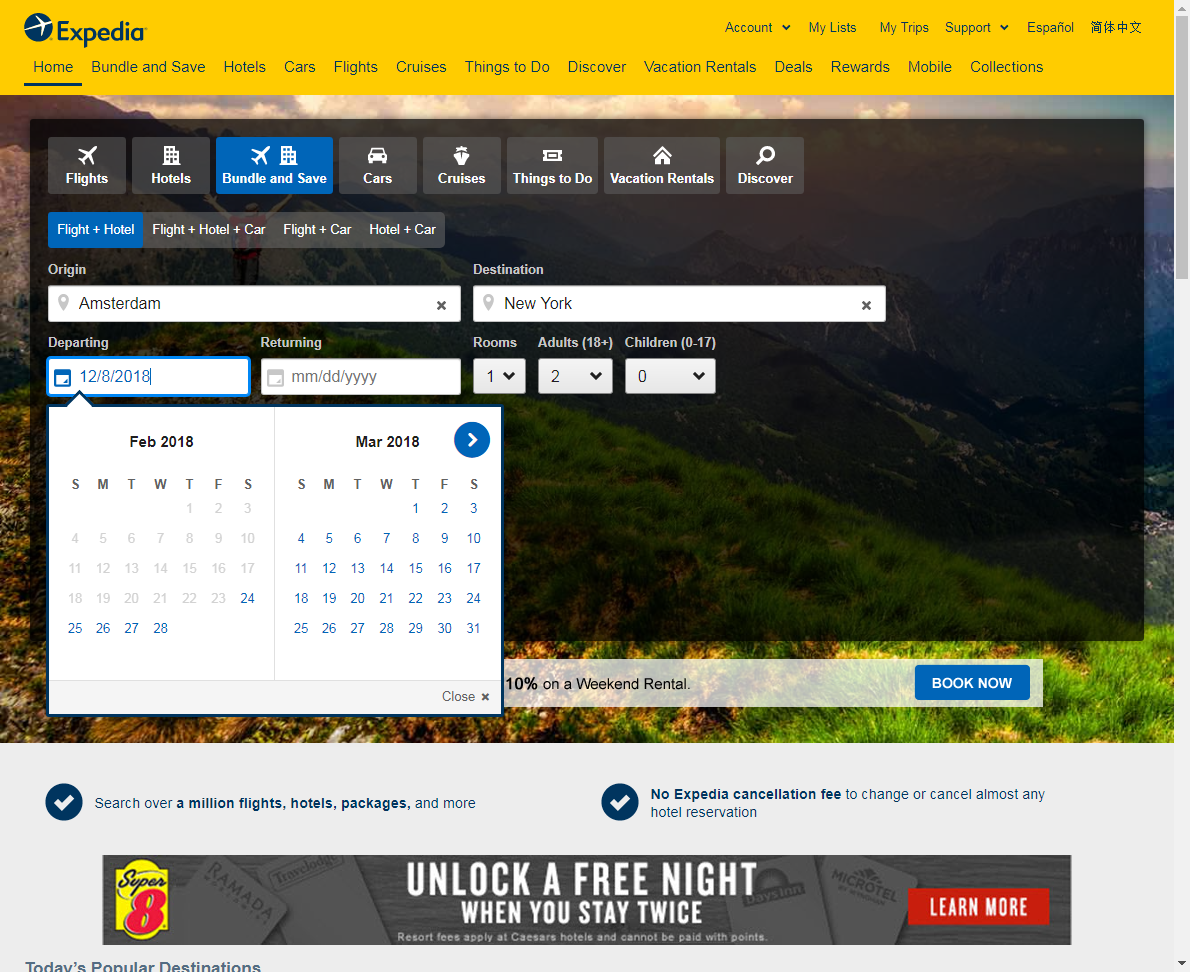 Expedia
Account My Lists My Trips Support Español 简体中文
Home Bundle and Save Hotels Cars Flights Cruises Things to Do Discover Vacation Rentals Deals Rewards Mobile Collections
Flights Hotels Bundle and Save Cars Cruises Things to Do Vacation Rentals Discover
Flight + Hotel Flight + Hotel + Car Flight + Car Hotel + Car
Origin Destination
Amsterdam New York
Departing Returning Rooms Adults (18+) Children (0-17)
12/8/2018 mm/dd/yyyy 1 2 0
Feb 2018 Mar 2018
S M T W T F S S M T W T F S
1 2 3 1 2 3
4 5 6 7 8 9 10 4 5 6 7 8 9 10
11 12 13 14 15 16 17 11 12 13 14 15 16 17
18 19 20 21 22 23 24 18 19 20 21 22 23 24
25 26 27 28 25 26 27 28 29 30 31
10% on a Weekend Rental. BOOK NOW
Close
Search over a million flights, hotels, packages, and more
No Expedia cancellation fee to change or cancel almost any
hotel reservation
Super 8
RAMADA
Travelodge
UNLOCK A FREE NIGHT
WHEN YOU STAY TWICE
Days Inn
MICROTEL
LEARN MORE
Resort fees apply at Caesars hotels and cannot be paid with points.
Today's Popular Destinations